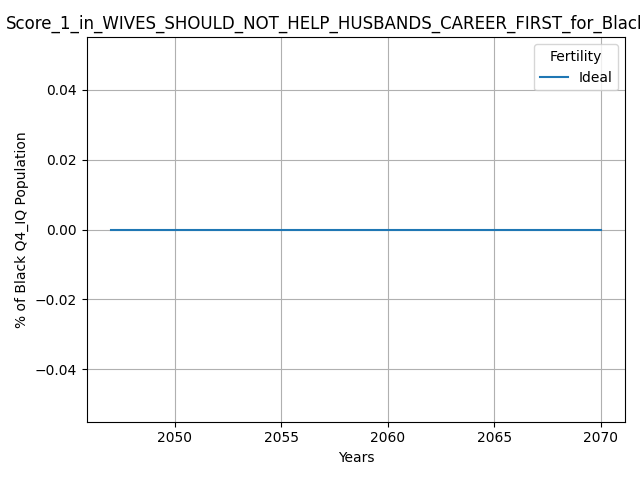 Score_1_in_WIVES_SHOULD_NOT_HELP_HUSBANDS_CAREER_FIRST_for_Black
Fertility
Ideal
% of Black Q4_IQ Population
0.04
0.02
0.00
−0.02
−0.04
2050 2055 2060 2065 2070
Years